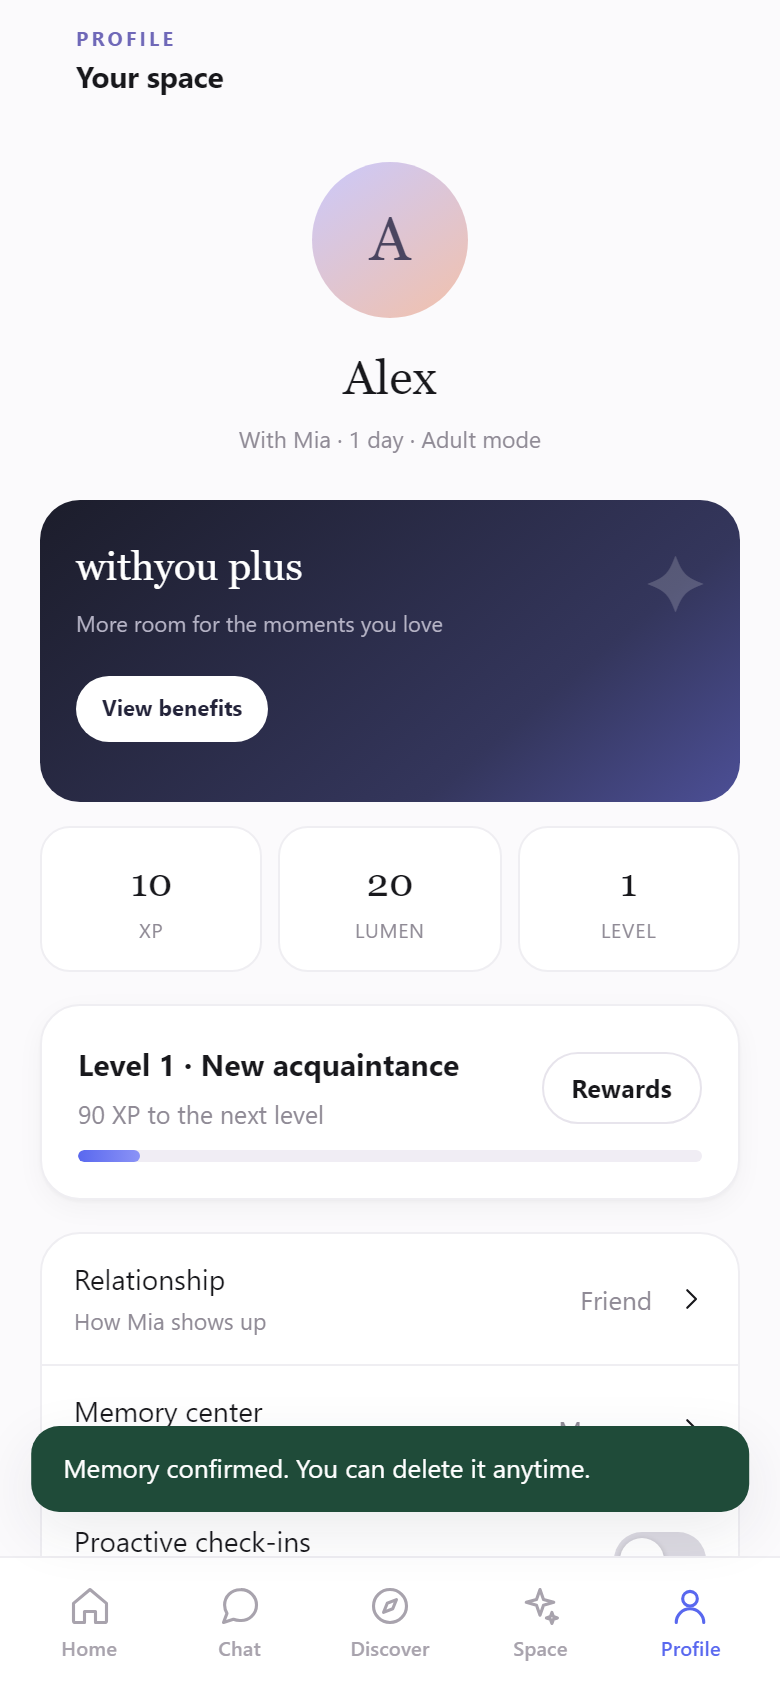 PROFILE
Your space
A
Alex
With Mia · 1 day · Adult mode
withyou plus
More room for the moments you love
View benefits
10
XP
20
LUMEN
1
LEVEL
Level 1 · New acquaintance
90 XP to the next level
Rewards
Relationship
How Mia shows up
Friend
Memory center
Memory confirmed. You can delete it anytime.
Proactive check-ins
Home
Chat
Discover
Space
Profile